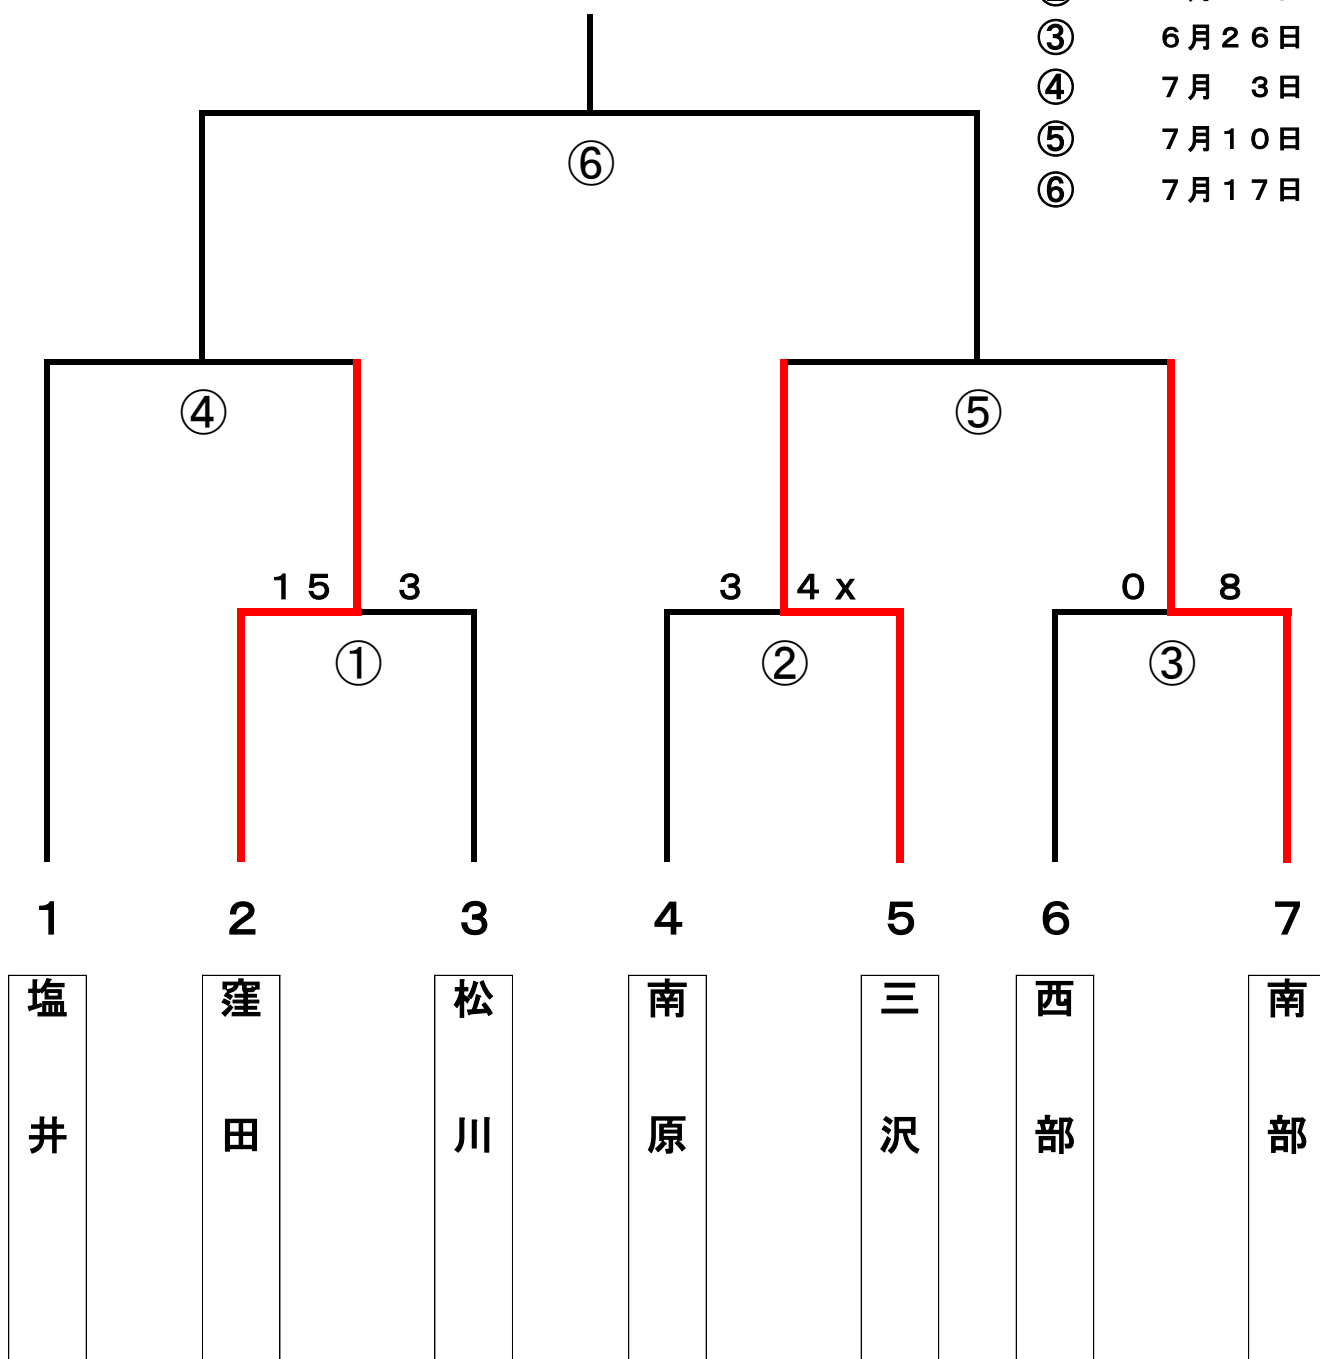 ③ 6月26日
④ 7月 3日
⑤ 7月10日
⑥ 7月17日
⑥
④ ⑤
15 3 3 4x 0 8
① ② ③
1 2 3 4 5 6 7
塩井
窪田
松川
南原
三沢
西部
南部